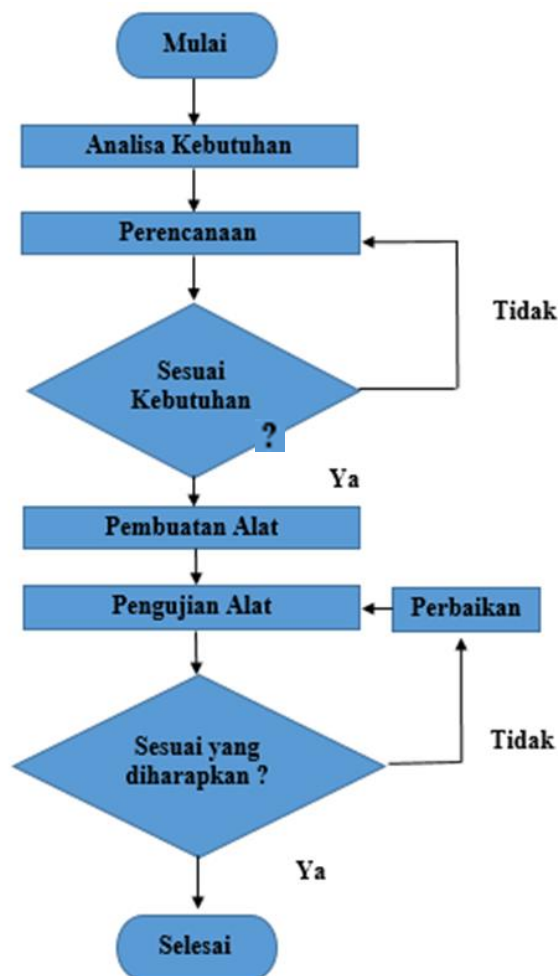 Mulai
Analisa Kebutuhan
Perencanaan
Tidak
Sesuai
Kebutuhan
?
Ya
Pembuatan Alat
Pengujian Alat
Perbaikan
Tidak
Sesuai yang
diharapkan ?
Ya
Selesai